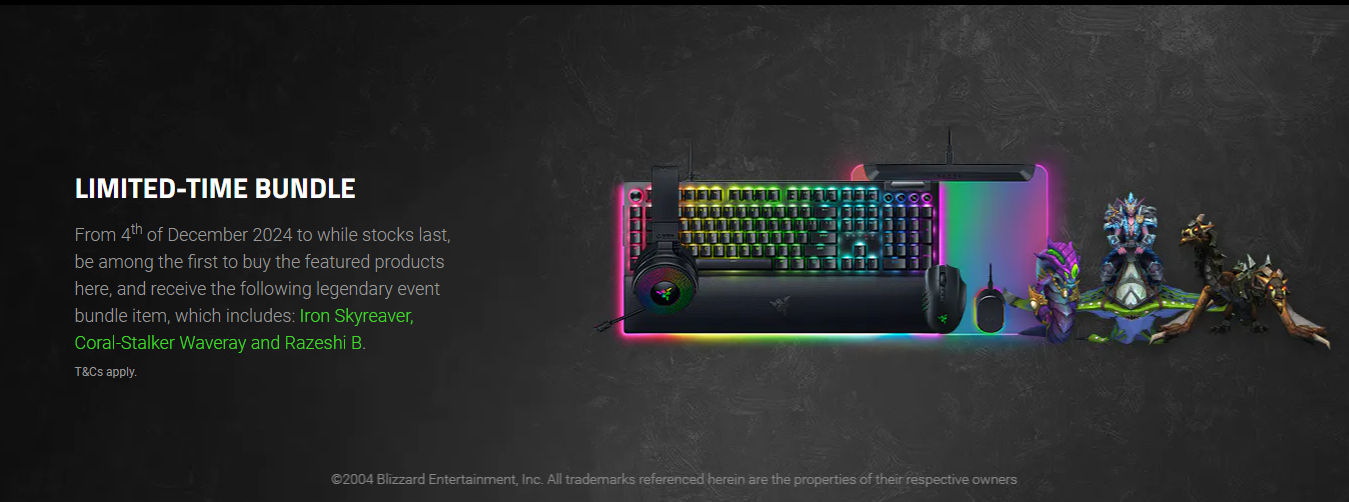 LIMITED-TIME BUNDLE
From 4th of December 2024 to while stocks last,
be among the first to buy the featured products
here, and receive the following legendary event
bundle item, which includes: Iron Skyreaver,
Coral-Stalker Waveray and Razeshi B.
T&Cs apply.
©2004 Blizzard Entertainment, Inc. All trademarks referenced herein are the properties of their respective owners